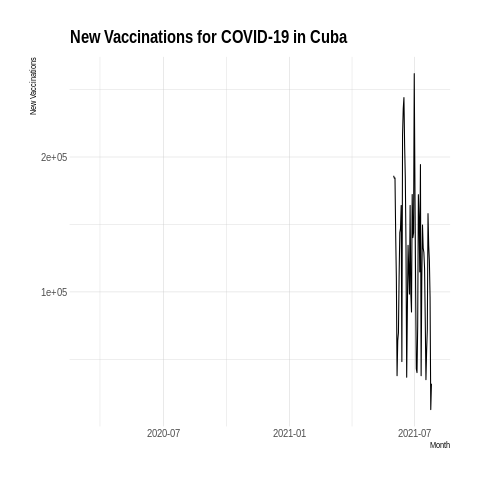 New Vaccinations for COVID-19 in Cuba
New Vaccinations
2e+05
1e+05
2020-07
2021-01
2021-07
Month